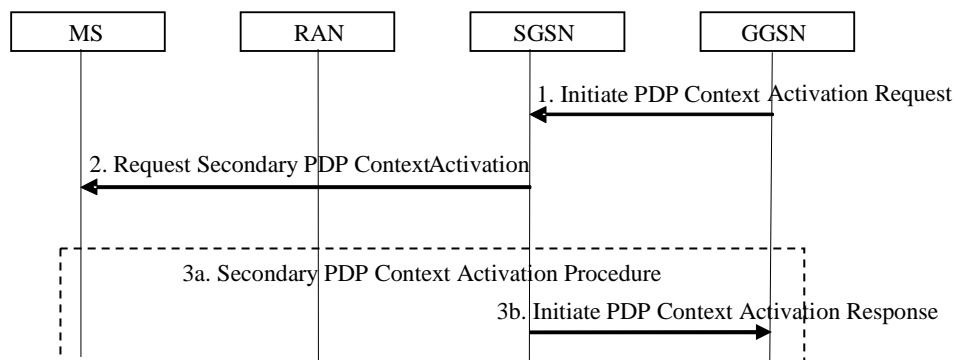 MS RAN SGSN GGSN
1. Initiate PDP Context Activation Request
2. Request Secondary PDP ContextActivation
3a. Secondary PDP Context Activation Procedure
3b. Initiate PDP Context Activation Response